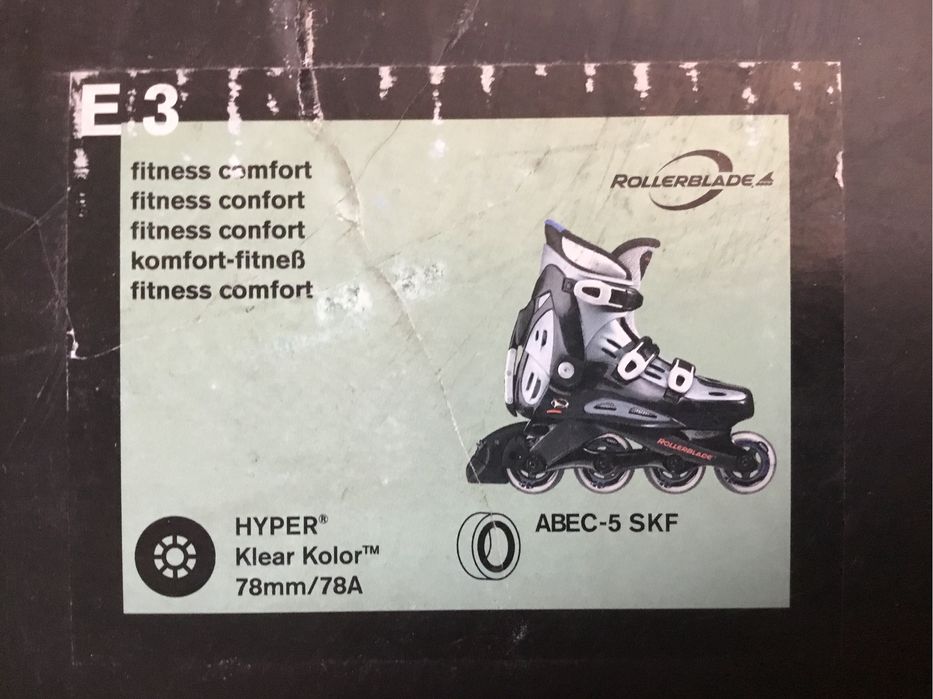 E 3
fitness comfort
fitness confort
fitness confort
komfort-fitneß
fitness comfort
ROLLERBLADE
ROLLERBLADE
HYPER®
Klear Kolor™
78mm/78A
ABEC-5 SKF